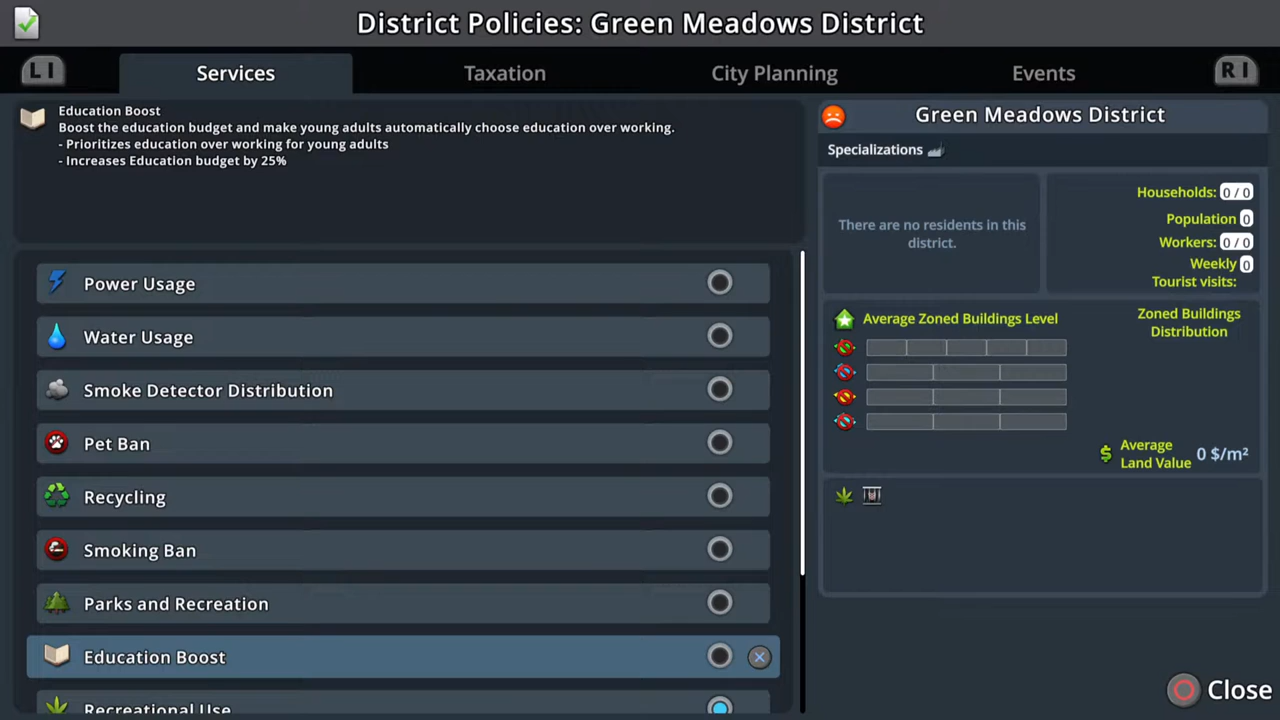 District Policies: Green Meadows District
L1
Services
Taxation
City Planning
Events
R1
Education Boost
Boost the education budget and make young adults automatically choose education over working.
- Prioritizes education over working for young adults
- Increases Education budget by 25%
Power Usage
Water Usage
Smoke Detector Distribution
Pet Ban
Recycling
Smoking Ban
Parks and Recreation
Education Boost
Recreational Use
Green Meadows District
Specializations
There are no residents in this
district.
Households: 0 / 0
Population 0
Workers: 0 / 0
Weekly 0
Tourist visits:
Average Zoned Buildings Level
Zoned Buildings
Distribution
Average
Land Value 0 $/m²
Close